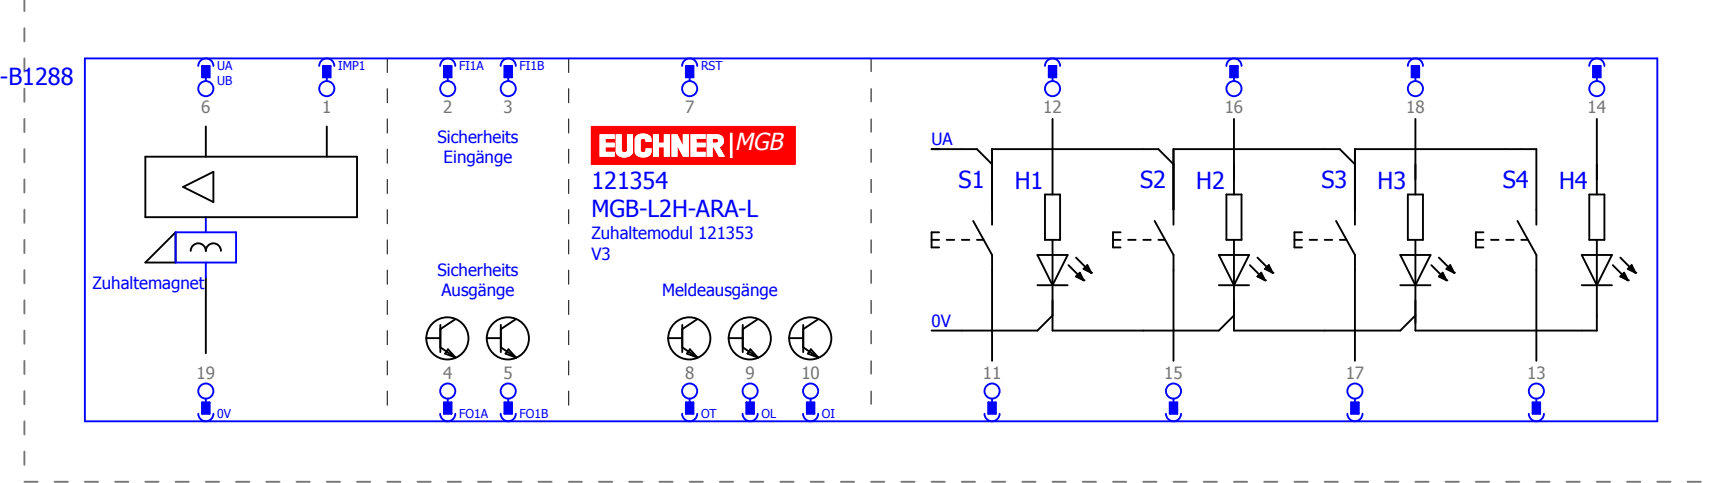 -B1288
UA
UB
IMP1
FI1A
FI1B
RST
6
1
2
3
7
12
16
18
14
Sicherheits
Eingänge
EUCHNER|MGB
121354
MGB-L2H-ARA-L
Zuhaltemodul 121353
V3
UA
S1
H1
S2
H2
S3
H3
S4
H4
Zuhaltemagnet
Sicherheits
Ausgänge
Meldeausgänge
0V
19
4
5
8
9
10
11
15
17
13
0V
FO1A
FO1B
OT
OL
OI